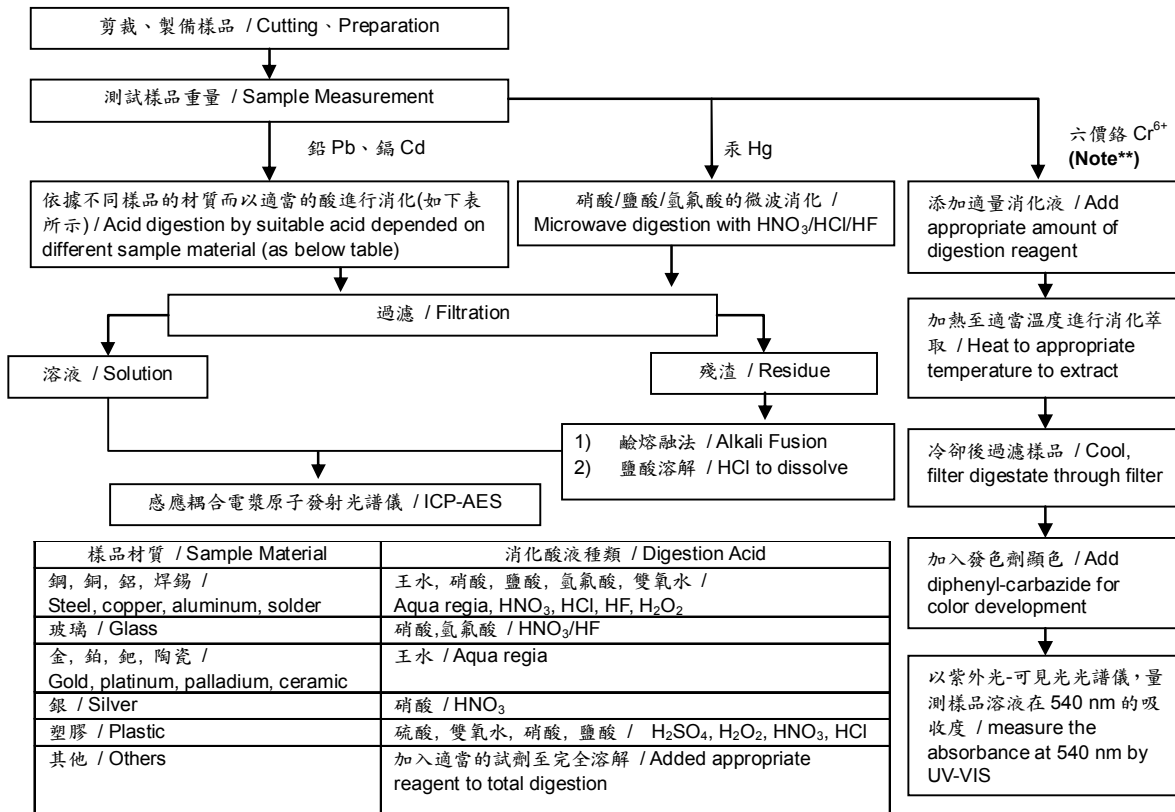 剪裁、製備樣品 / Cutting、Preparation
測試樣品重量 / Sample Measurement
鉛 Pb、鎘 Cd
汞 Hg
六價鉻 Cr⁶⁺
(Note**)
依據不同樣品的材質而以適當的酸進行消化(如下表
所示) / Acid digestion by suitable acid depended on
different sample material (as below table)
硝酸/鹽酸/氫氟酸的微波消化 /
Microwave digestion with HNO₃/HCl/HF
添加適量消化液 / Add
appropriate amount of
digestion reagent
過濾 / Filtration
加熱至適當溫度進行消化萃
取 / Heat to appropriate
temperature to extract
溶液 / Solution
殘渣 / Residue
1) 鹼熔融法 / Alkali Fusion
2) 鹽酸溶解 / HCl to dissolve
冷卻後過濾樣品 / Cool,
filter digestate through filter
感應耦合電漿原子發射光譜儀 / ICP-AES
加入發色劑顯色 / Add
diphenyl-carbazide for
color development
以紫外光-可見光光譜儀，量
測樣品溶液在 540 nm 的吸
收度 / measure the
absorbance at 540 nm by
UV-VIS
樣品材質 / Sample Material 消化酸液種類 / Digestion Acid
鋼, 銅, 鋁, 焊錫 / 王水, 硝酸, 鹽酸, 氫氟酸, 雙氧水 /
Steel, copper, aluminum, solder Aqua regia, HNO₃, HCl, HF, H₂O₂
玻璃 / Glass 硝酸,氫氟酸 / HNO₃/HF
金, 鉑, 鈀, 陶瓷 / 王水 / Aqua regia
Gold, platinum, palladium, ceramic
銀 / Silver 硝酸 / HNO₃
塑膠 / Plastic 硫酸, 雙氧水, 硝酸, 鹽酸 / H₂SO₄, H₂O₂, HNO₃, HCl
其他 / Others 加入適當的試劑至完全溶解 / Added appropriate
reagent to total digestion